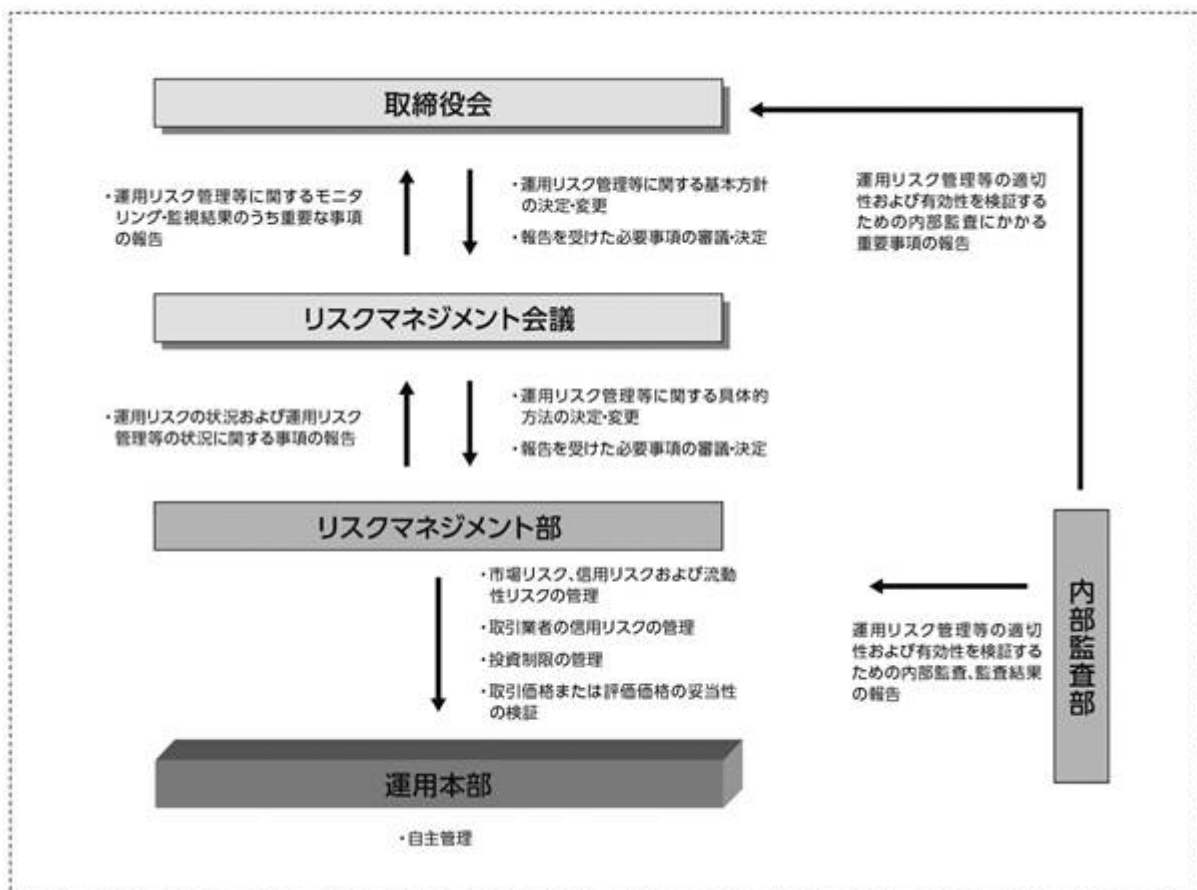 取締役会
・運用リスク管理等に関するモニタ
リング・監視結果のうち重要な事項
の報告
・運用リスク管理等に関する基本方針
の決定・変更
・報告を受けた必要事項の審議・決定
運用リスク管理等の適切
性および有効性を検証する
ための内部監査にかかる
重要事項の報告
リスクマネジメント会議
・運用リスクの状況および運用リスク
管理等の状況に関する事項の報告
・運用リスク管理等に関する具体的
方法の決定・変更
・報告を受けた必要事項の審議・決定
リスクマネジメント部
・市場リスク、信用リスクおよび流動
性リスクの管理
・取引業者の信用リスクの管理
・投資制限の管理
・取引価格または評価価格の妥当性
の検証
運用リスク管理等の適切
性および有効性を検証する
ための内部監査、監査結果
の報告
内部監査部
運用本部
・自主管理